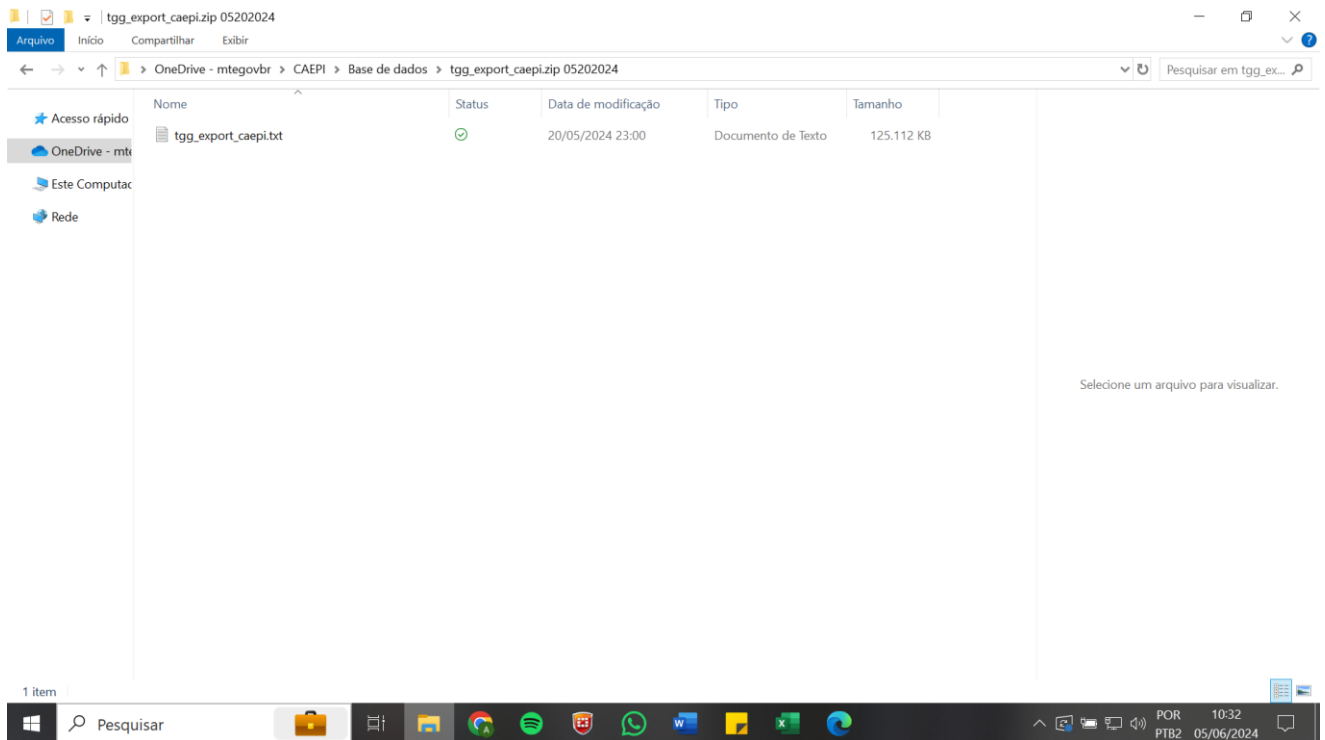 tgg_export_caepi.zip 05202024
Arquivo Início Compartilhar Exibir
OneDrive - mtegovbr > CAEPI > Base de dados > tgg_export_caepi.zip 05202024
Pesquisar em tgg_ex...
Nome Status Data de modificação Tipo Tamanho
Acesso rápido
tgg_export_caepi.txt 20/05/2024 23:00 Documento de Texto 125.112 KB
OneDrive - mte
Este Computac
Rede
Selecione um arquivo para visualizar.
1 item
Pesquisar
POR 10:32
PTB2 05/06/2024